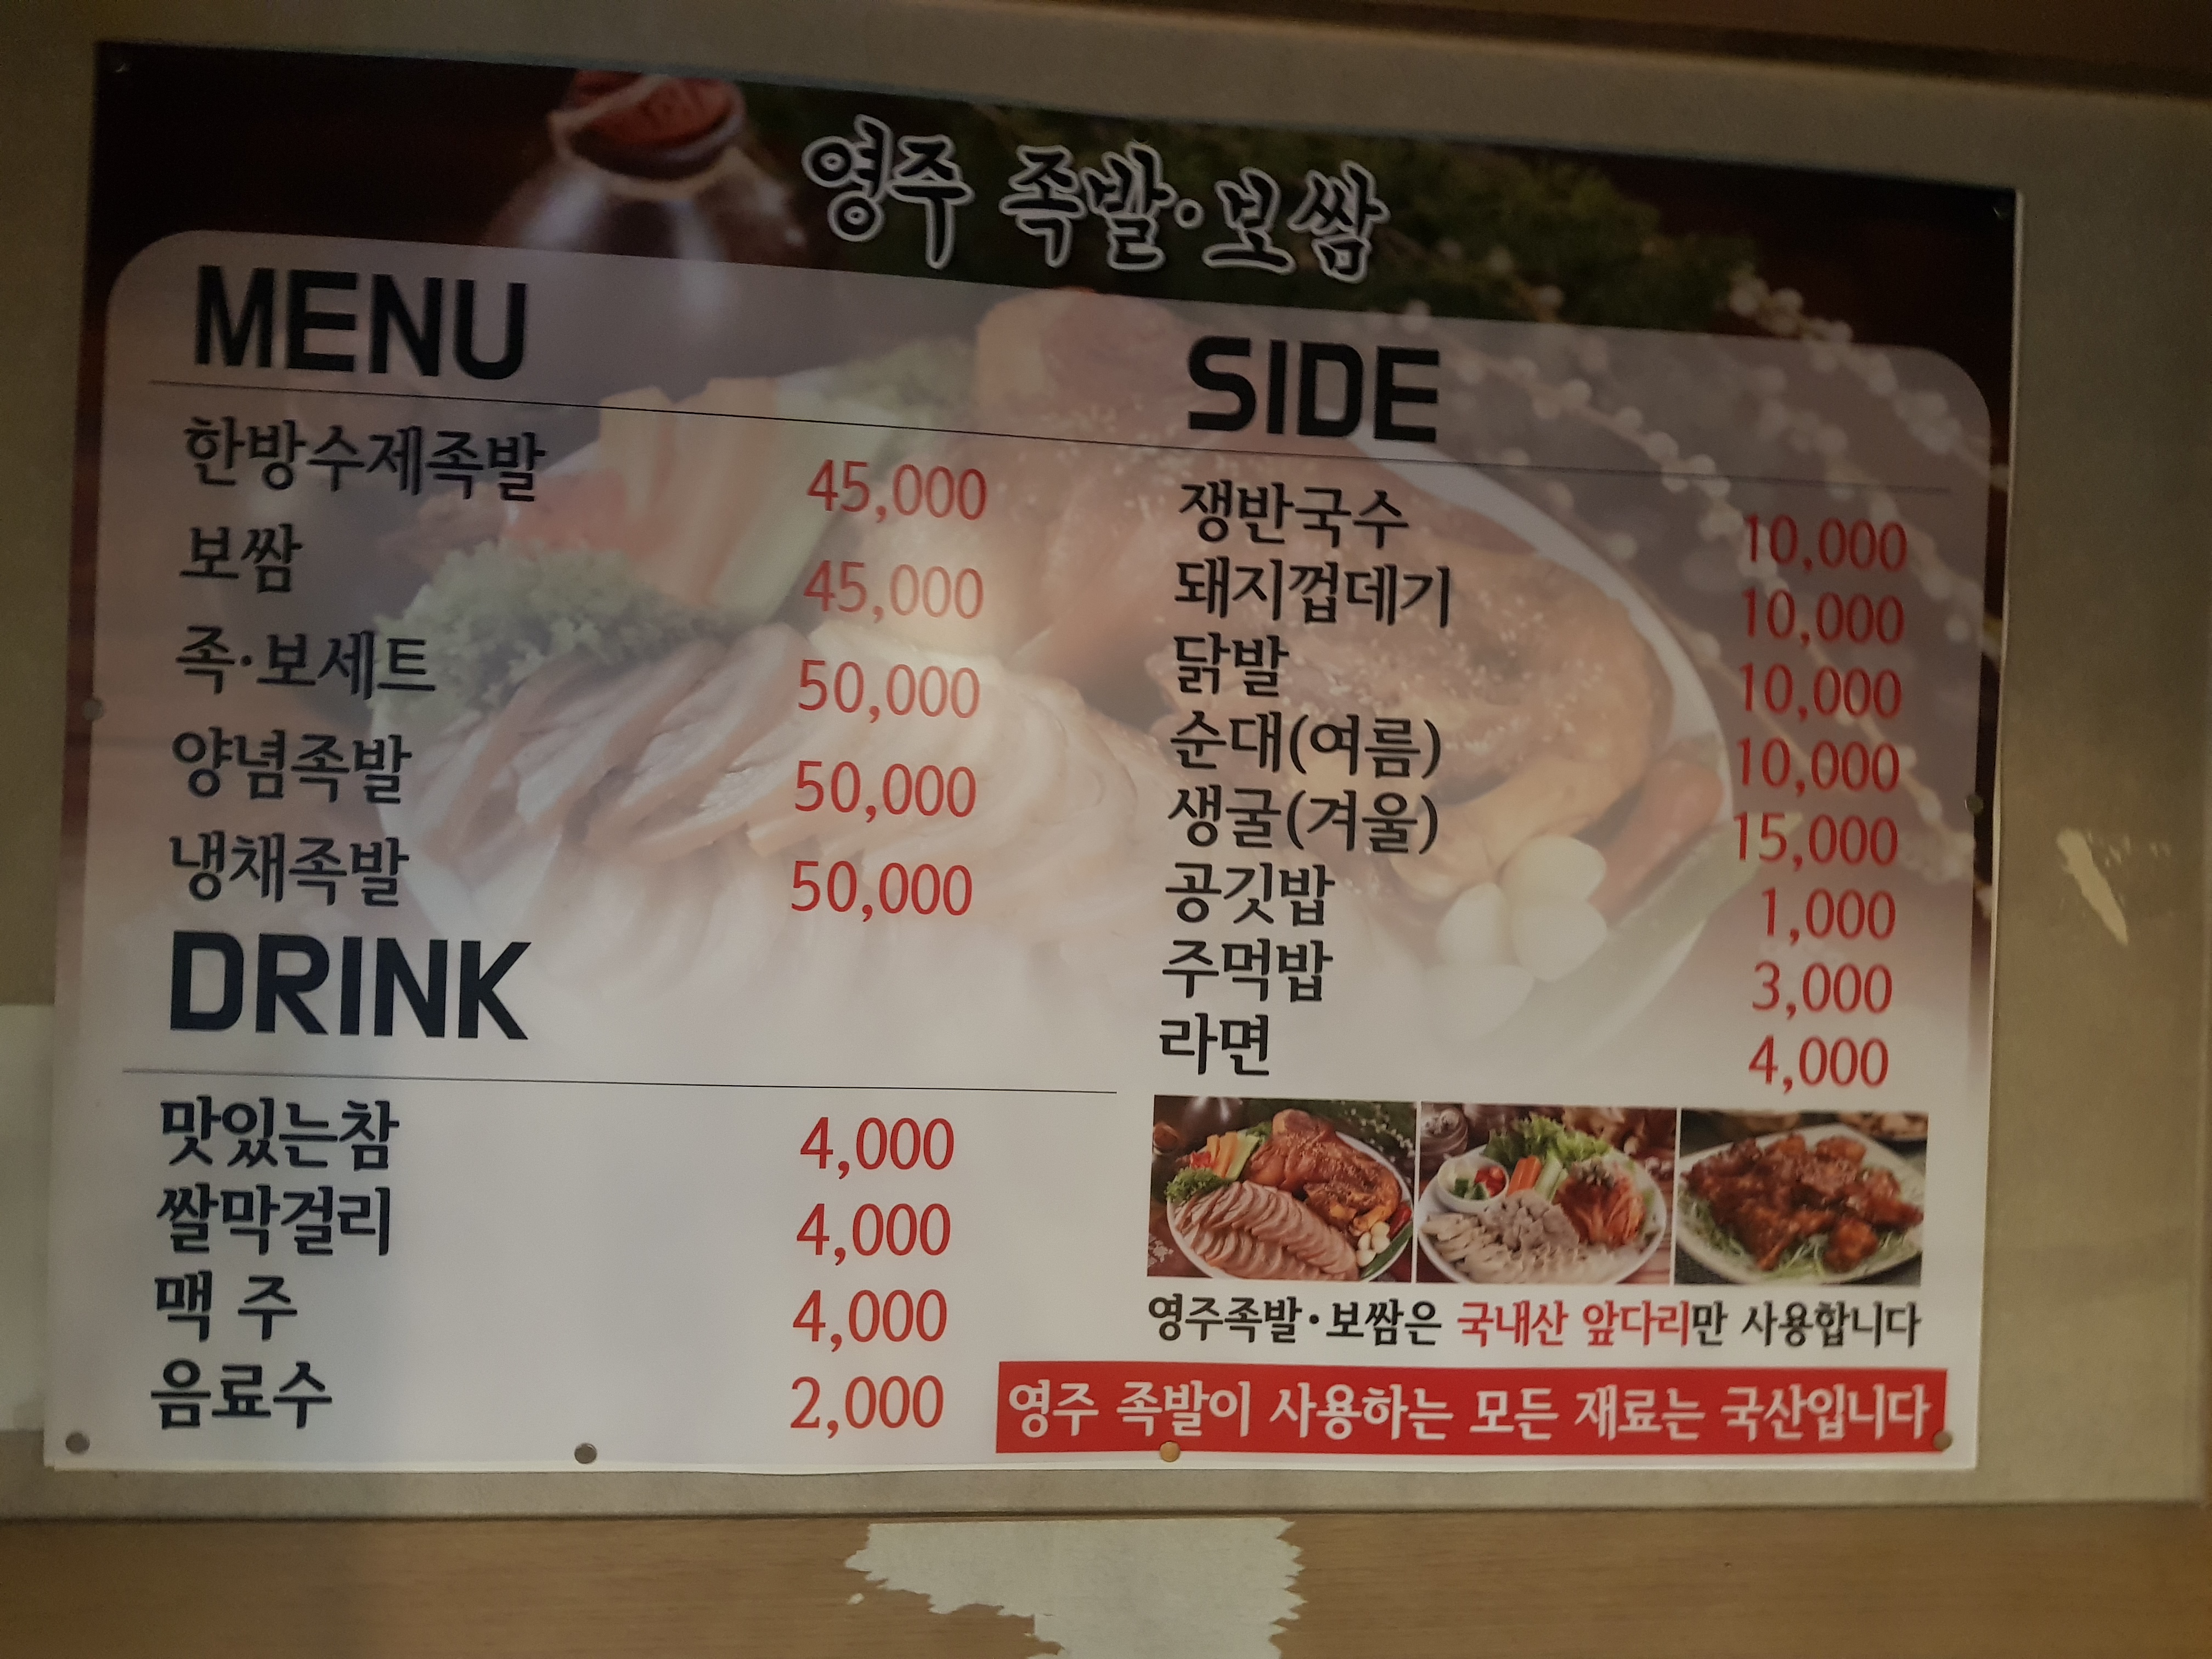 영주 족발·보쌈
MENU
한방수제족발 45,000
보쌈 45,000
족·보세트 50,000
양념족발 50,000
냉채족발 50,000
DRINK
맛있는참 4,000
쌀막걸리 4,000
맥 주 4,000
음료수 2,000
SIDE
쟁반국수 10,000
돼지껍데기 10,000
닭발 10,000
순대(여름) 10,000
생굴(겨울) 15,000
공깃밥 1,000
주먹밥 3,000
라면 4,000
영주족발·보쌈은 국내산 앞다리만 사용합니다
영주 족발이 사용하는 모든 재료는 국산입니다